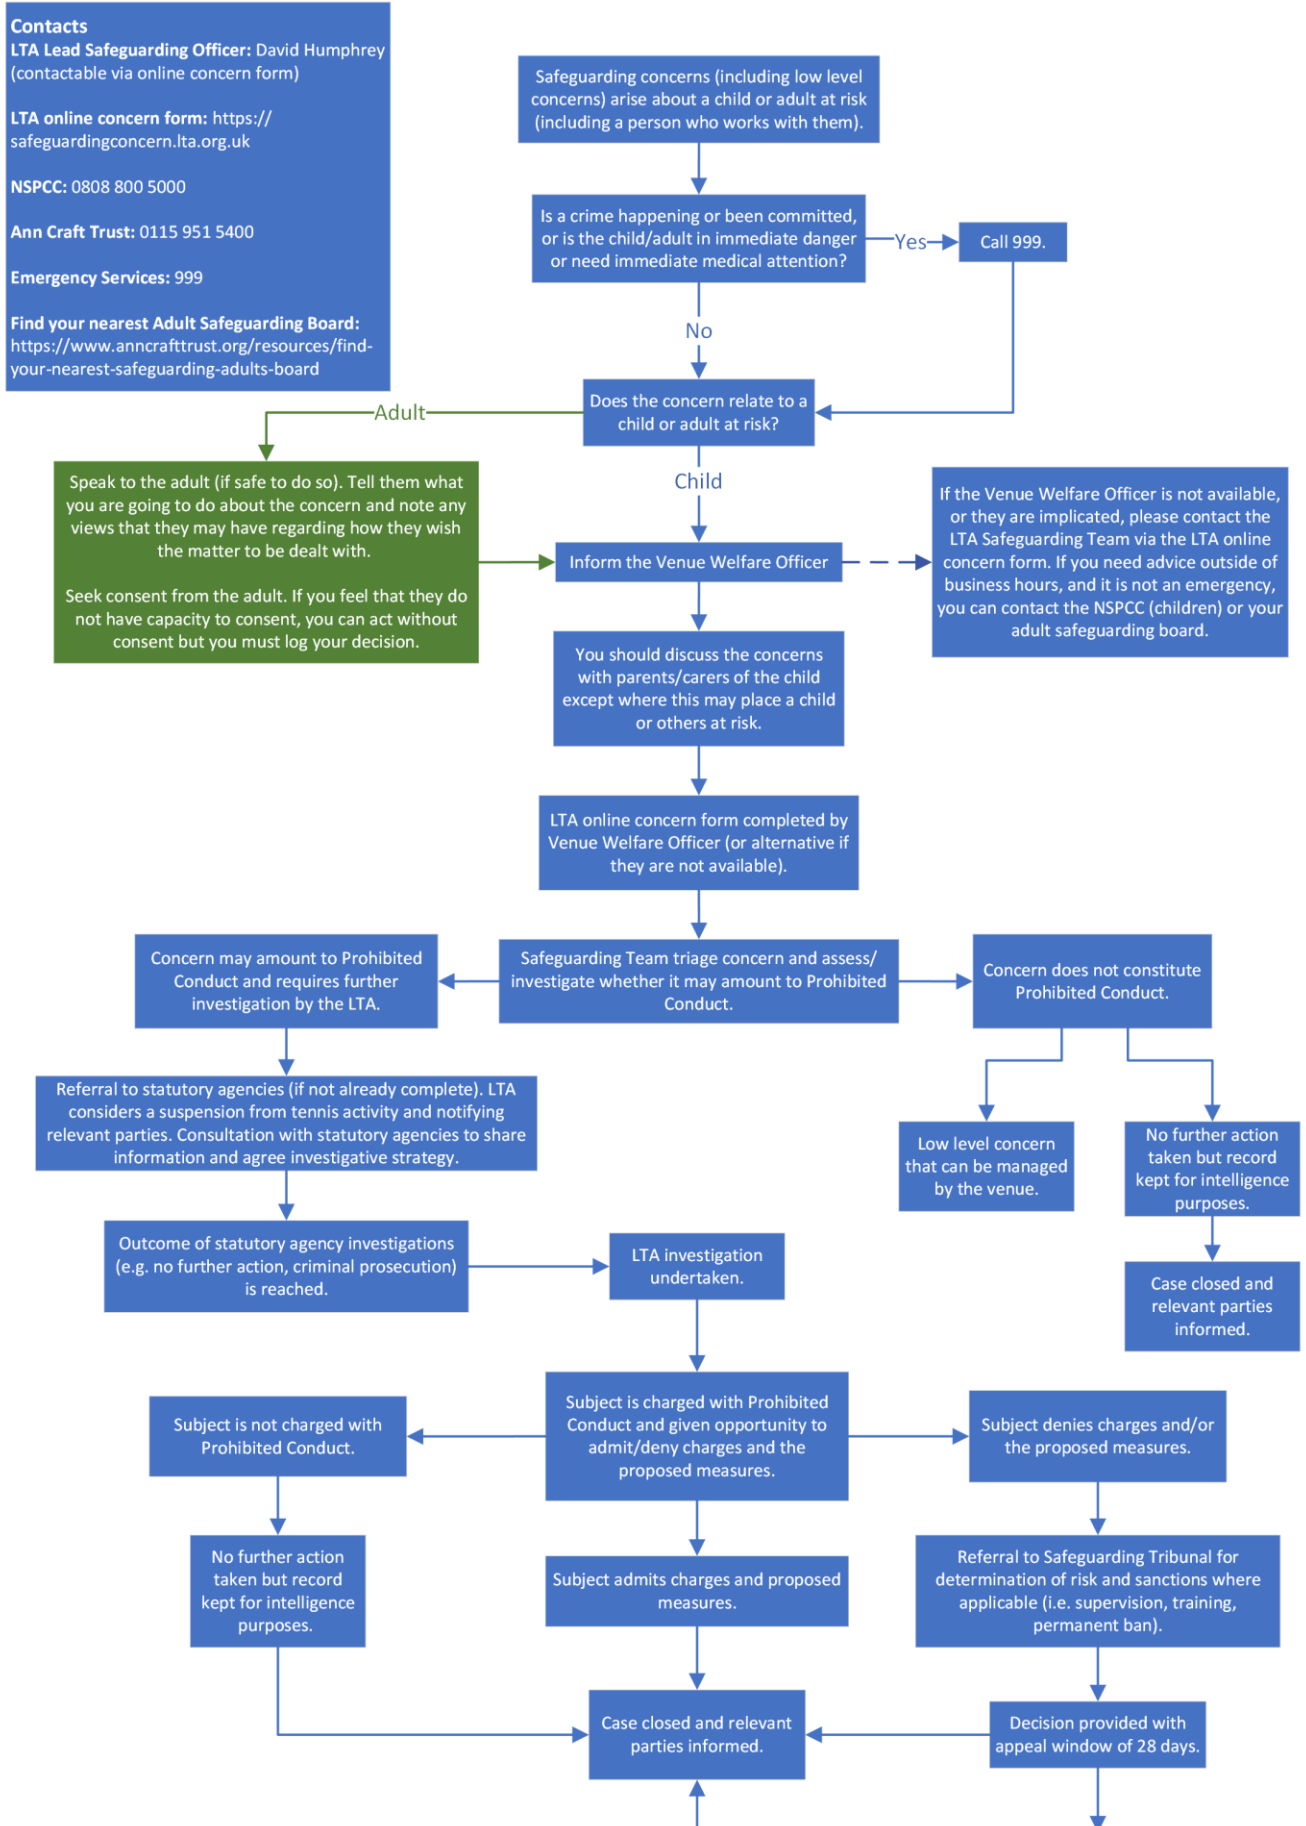 Contacts
LTA Lead Safeguarding Officer: David Humphrey
(contactable via online concern form)
LTA online concern form: https://
safeguardingconcern.lta.org.uk
NSPCC: 0808 800 5000
Ann Craft Trust: 0115 951 5400
Emergency Services: 999
Find your nearest Adult Safeguarding Board:
https://www.anncrafttrust.org/resources/find-
your-nearest-safeguarding-adults-board
Safeguarding concerns (including low level
concerns) arise about a child or adult at risk
(including a person who works with them).
Is a crime happening or been committed,
or is the child/adult in immediate danger
or need immediate medical attention?
Yes
Call 999.
No
Does the concern relate to a
child or adult at risk?
Adult
Child
Speak to the adult (if safe to do so). Tell them what
you are going to do about the concern and note any
views that they may have regarding how they wish
the matter to be dealt with.
Seek consent from the adult. If you feel that they do
not have capacity to consent, you can act without
consent but you must log your decision.
Inform the Venue Welfare Officer
If the Venue Welfare Officer is not available,
or they are implicated, please contact the
LTA Safeguarding Team via the LTA online
concern form. If you need advice outside of
business hours, and it is not an emergency,
you can contact the NSPCC (children) or your
adult safeguarding board.
You should discuss the concerns
with parents/carers of the child
except where this may place a child
or others at risk.
LTA online concern form completed by
Venue Welfare Officer (or alternative if
they are not available).
Concern may amount to Prohibited
Conduct and requires further
investigation by the LTA.
Safeguarding Team triage concern and assess/
investigate whether it may amount to Prohibited
Conduct.
Concern does not constitute
Prohibited Conduct.
Referral to statutory agencies (if not already complete). LTA
considers a suspension from tennis activity and notifying
relevant parties. Consultation with statutory agencies to share
information and agree investigative strategy.
Low level concern
that can be managed
by the venue.
No further action
taken but record
kept for intelligence
purposes.
Outcome of statutory agency investigations
(e.g. no further action, criminal prosecution)
is reached.
LTA investigation
undertaken.
Case closed and
relevant parties
informed.
Subject is not charged with
Prohibited Conduct.
Subject is charged with Prohibited
Conduct and given opportunity to
admit/deny charges and the
proposed measures.
Subject denies charges and/or
the proposed measures.
No further action
taken but record
kept for intelligence
purposes.
Subject admits charges and proposed
measures.
Referral to Safeguarding Tribunal for
determination of risk and sanctions where
applicable (i.e. supervision, training,
permanent ban).
Case closed and relevant
parties informed.
Decision provided with
appeal window of 28 days.